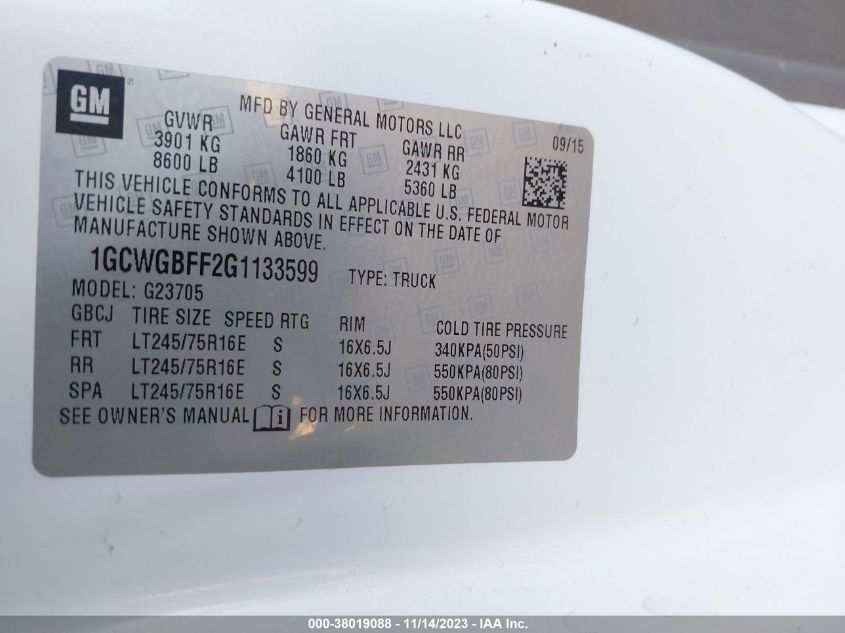 GM
MFD BY GENERAL MOTORS LLC
09/15
GVWR GAWR FRT GAWR RR
3901 KG 1860 KG 2431 KG
8600 LB 4100 LB 5360 LB
THIS VEHICLE CONFORMS TO ALL APPLICABLE U.S. FEDERAL MOTOR
VEHICLE SAFETY STANDARDS IN EFFECT ON THE DATE OF
MANUFACTURE SHOWN ABOVE.
1GCWGBFF2G1133599 TYPE: TRUCK
MODEL: G23705
GBCJ TIRE SIZE SPEED RTG RIM COLD TIRE PRESSURE
FRT LT245/75R16E S 16X6.5J 340KPA(50PSI)
RR LT245/75R16E S 16X6.5J 550KPA(80PSI)
SPA LT245/75R16E S 16X6.5J 550KPA(80PSI)
SEE OWNER'S MANUAL i FOR MORE INFORMATION.
000-38019088 - 11/14/2023 - IAA Inc.